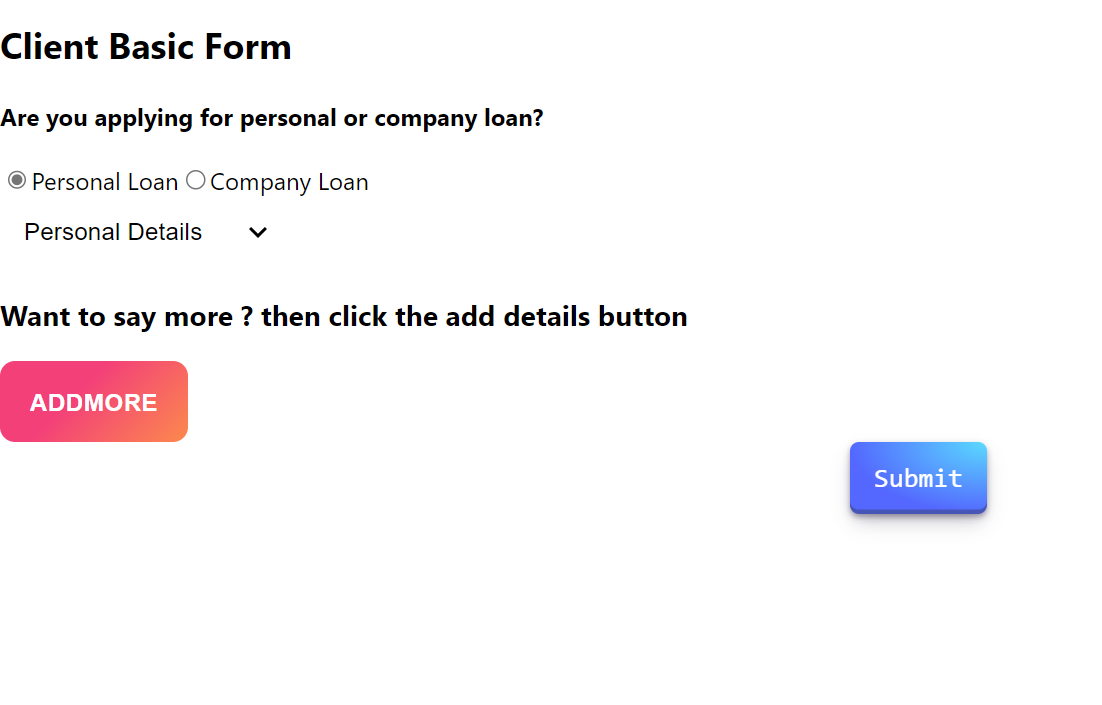 Client Basic Form
Are you applying for personal or company loan?
Personal Loan Company Loan
Personal Details
Want to say more ? then click the add details button
ADDMORE
Submit